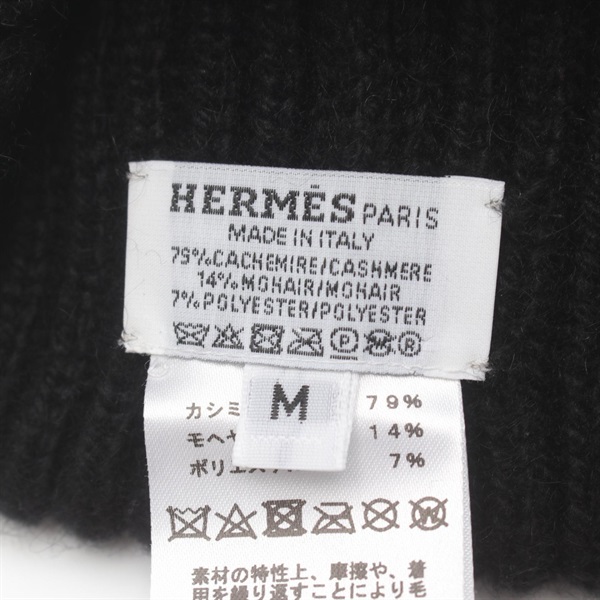 HERMÈS PARIS
MADE IN ITALY
79%CACHEMIRE/CASHMERE
14%MOHAIR/MOHAIR
7%POLYESTER/POLYESTER
P R
M
カシミ 79%
モヘヤ 14%
ポリエ 7%
W
素材の特性上、摩擦や、着
用を繰り返すことにより毛